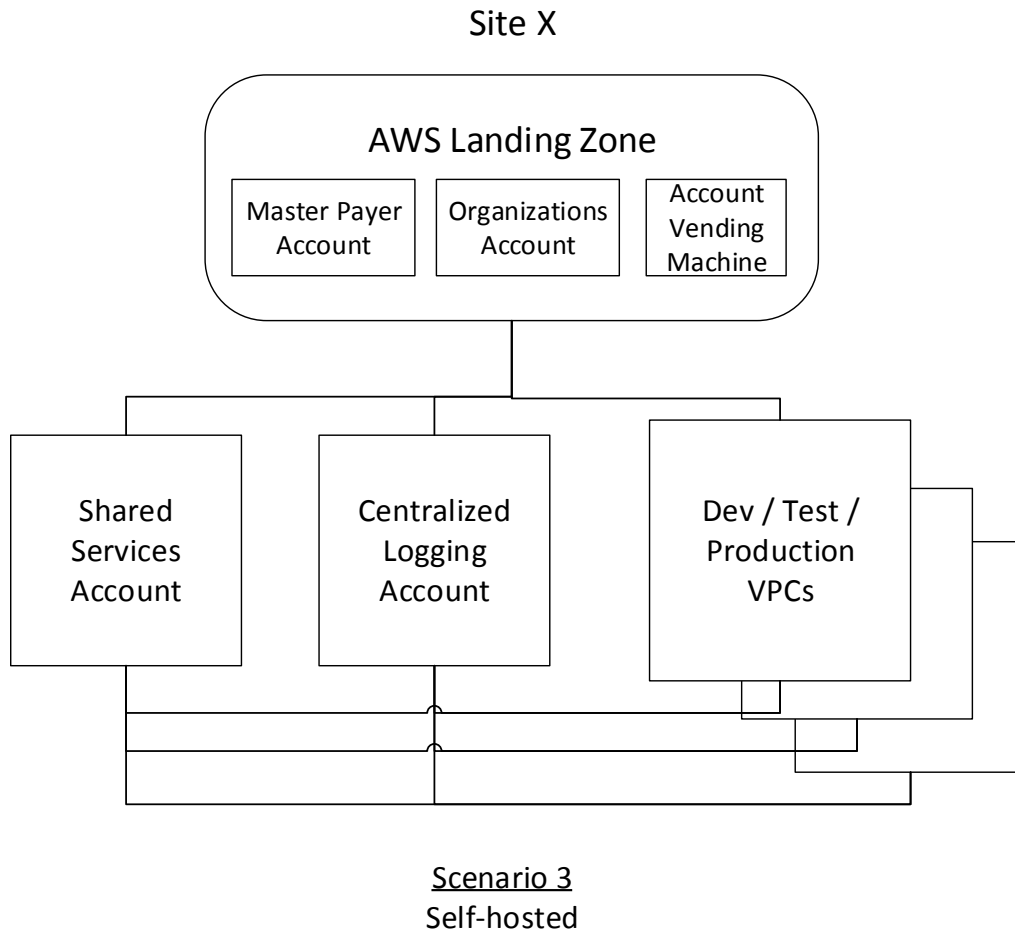 Site X
AWS Landing Zone
Master Payer
Account
Organizations
Account
Account
Vending
Machine
Shared
Services
Account
Centralized
Logging
Account
Dev / Test /
Production
VPCs
Scenario 3
Self-hosted